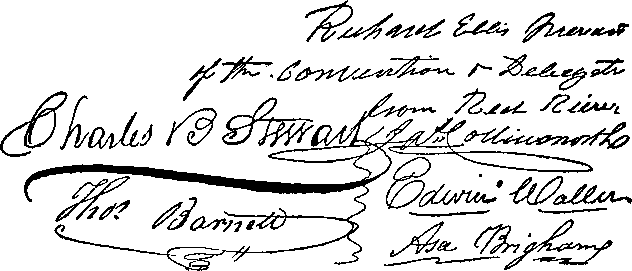 Richard Ellis President
of the Convention & Delegate
from Red River
Charles B Stewart
Jas Collinsworth
Edwin Waller
Thos Barnett
Asa Brigham